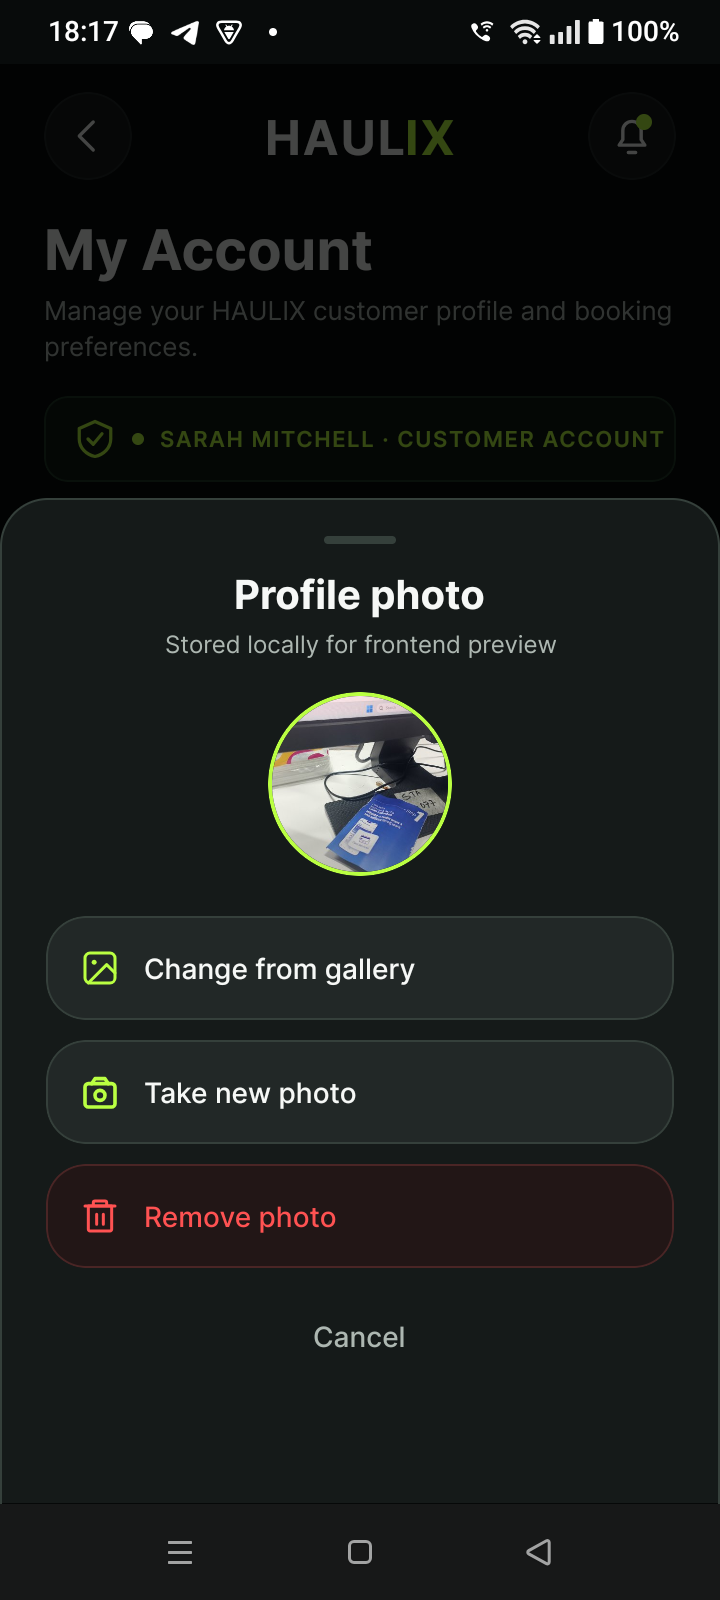 18:17
100%
HAULIX
My Account
Manage your HAULIX customer profile and booking
preferences.
SARAH MITCHELL · CUSTOMER ACCOUNT
Profile photo
Stored locally for frontend preview
Change from gallery
Take new photo
Remove photo
Cancel